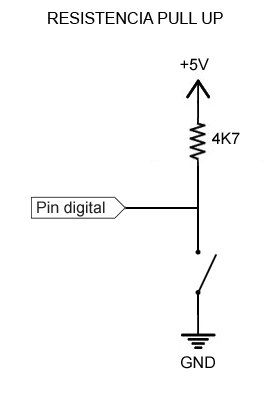 RESISTENCIA PULL UP
+5V
4K7
Pin digital
GND